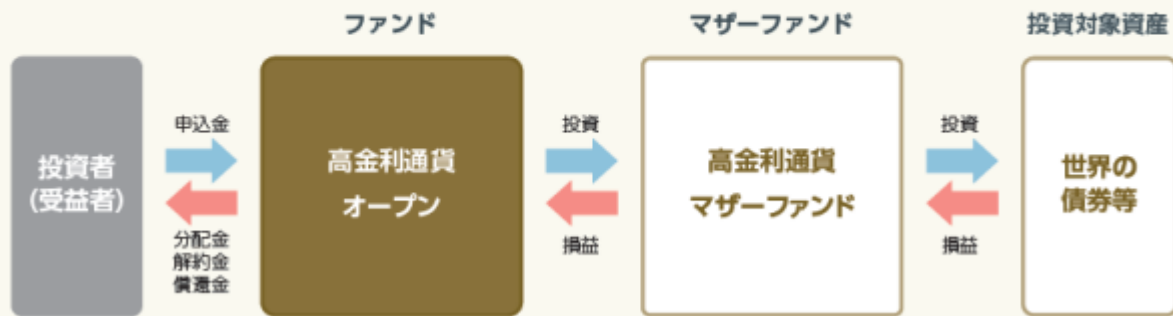 ファンド
マザーファンド
投資対象資産
投資者
(受益者)
申込金
分配金
解約金
償還金
高金利通貨
オープン
投資
損益
高金利通貨
マザーファンド
投資
損益
世界の
債券等